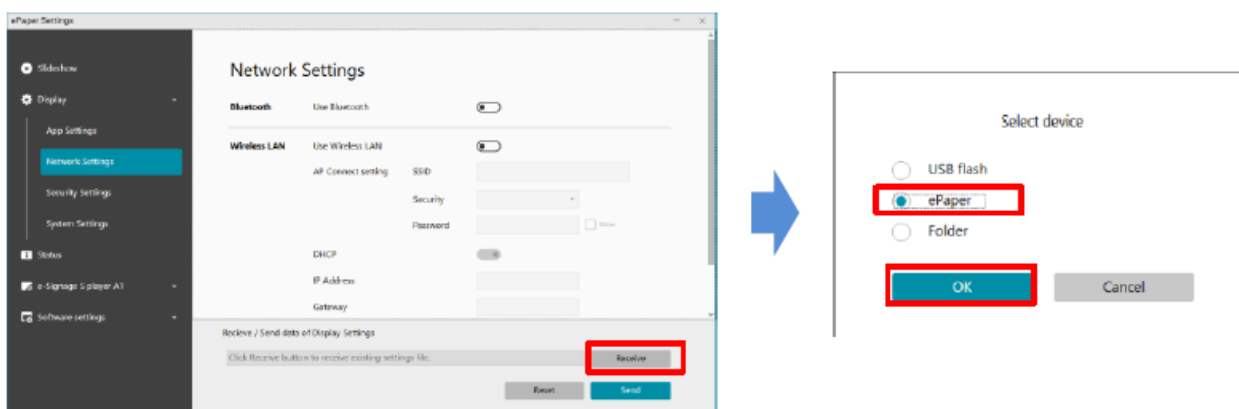 ePaper Settings
Slideshow
Display
App Settings
Network Settings
Security Settings
System Settings
Status
e-Signage S player A1
Software settings
Network Settings
Bluetooth Use Bluetooth
Wireless LAN Use Wireless LAN
AP Connect setting SSID
Security
Password Show
DHCP
IP Address
Gateway
Recieve / Send data of Display Settings
Click Receive button to receive existing settings file. Receive
Reset Send
Select device
USB flash
ePaper
Folder
OK Cancel